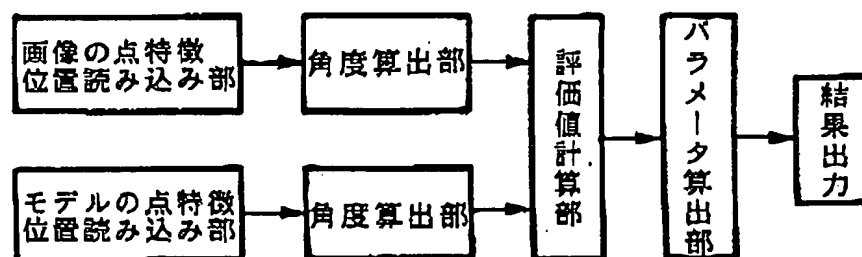 画像の点特徴
位置読み込み部
角度算出部
モデルの点特徴
位置読み込み部
角度算出部
評価値計算部
パラメータ算出部
結果出力